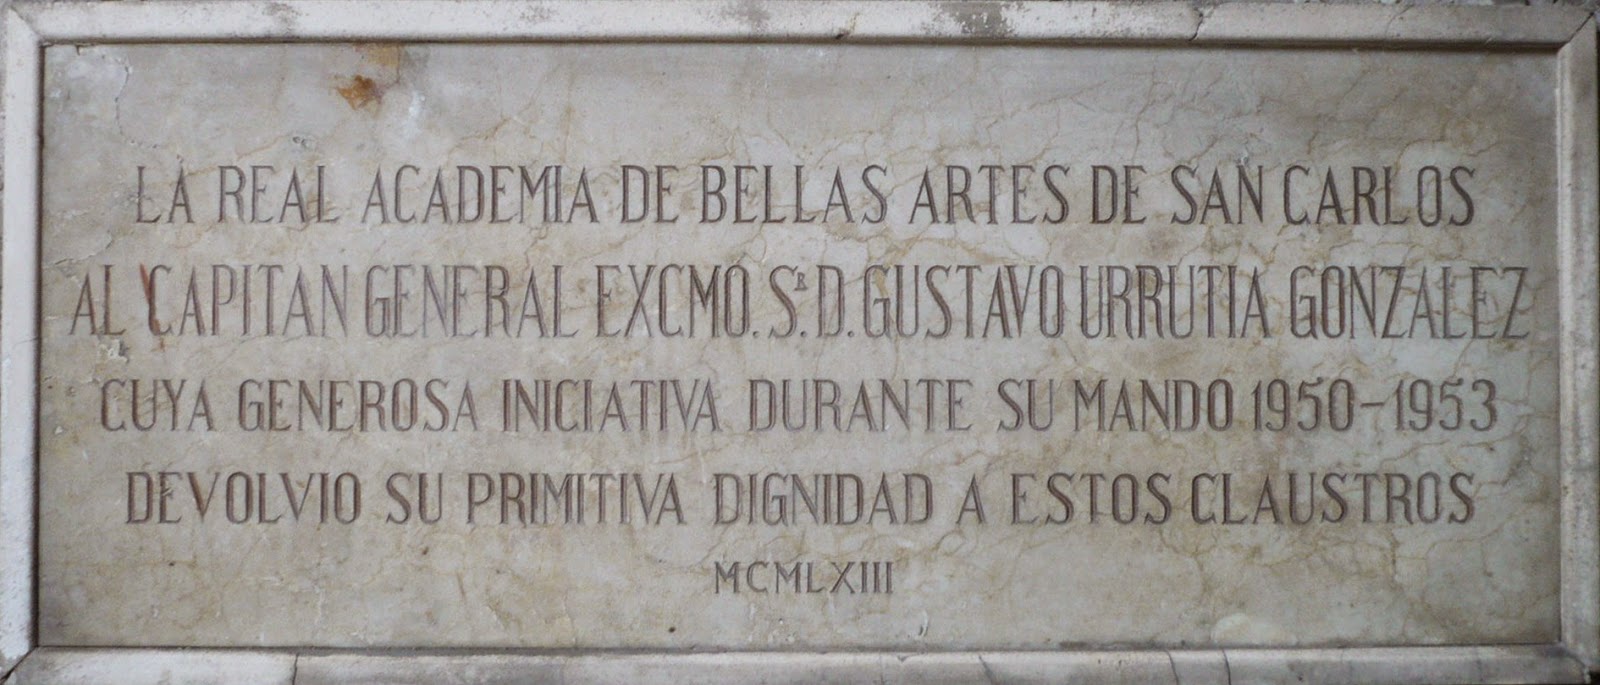 LA REAL ACADEMIA DE BELLAS ARTES DE SAN CARLOS
AL CAPITAN GENERAL EXCMO. SR. D. GUSTAVO URRUTIA GONZALEZ
CUYA GENEROSA INICIATIVA DURANTE SU MANDO 1950-1953
DEVOLVIO SU PRIMITIVA DIGNIDAD A ESTOS CLAUSTROS
MCMLXIII